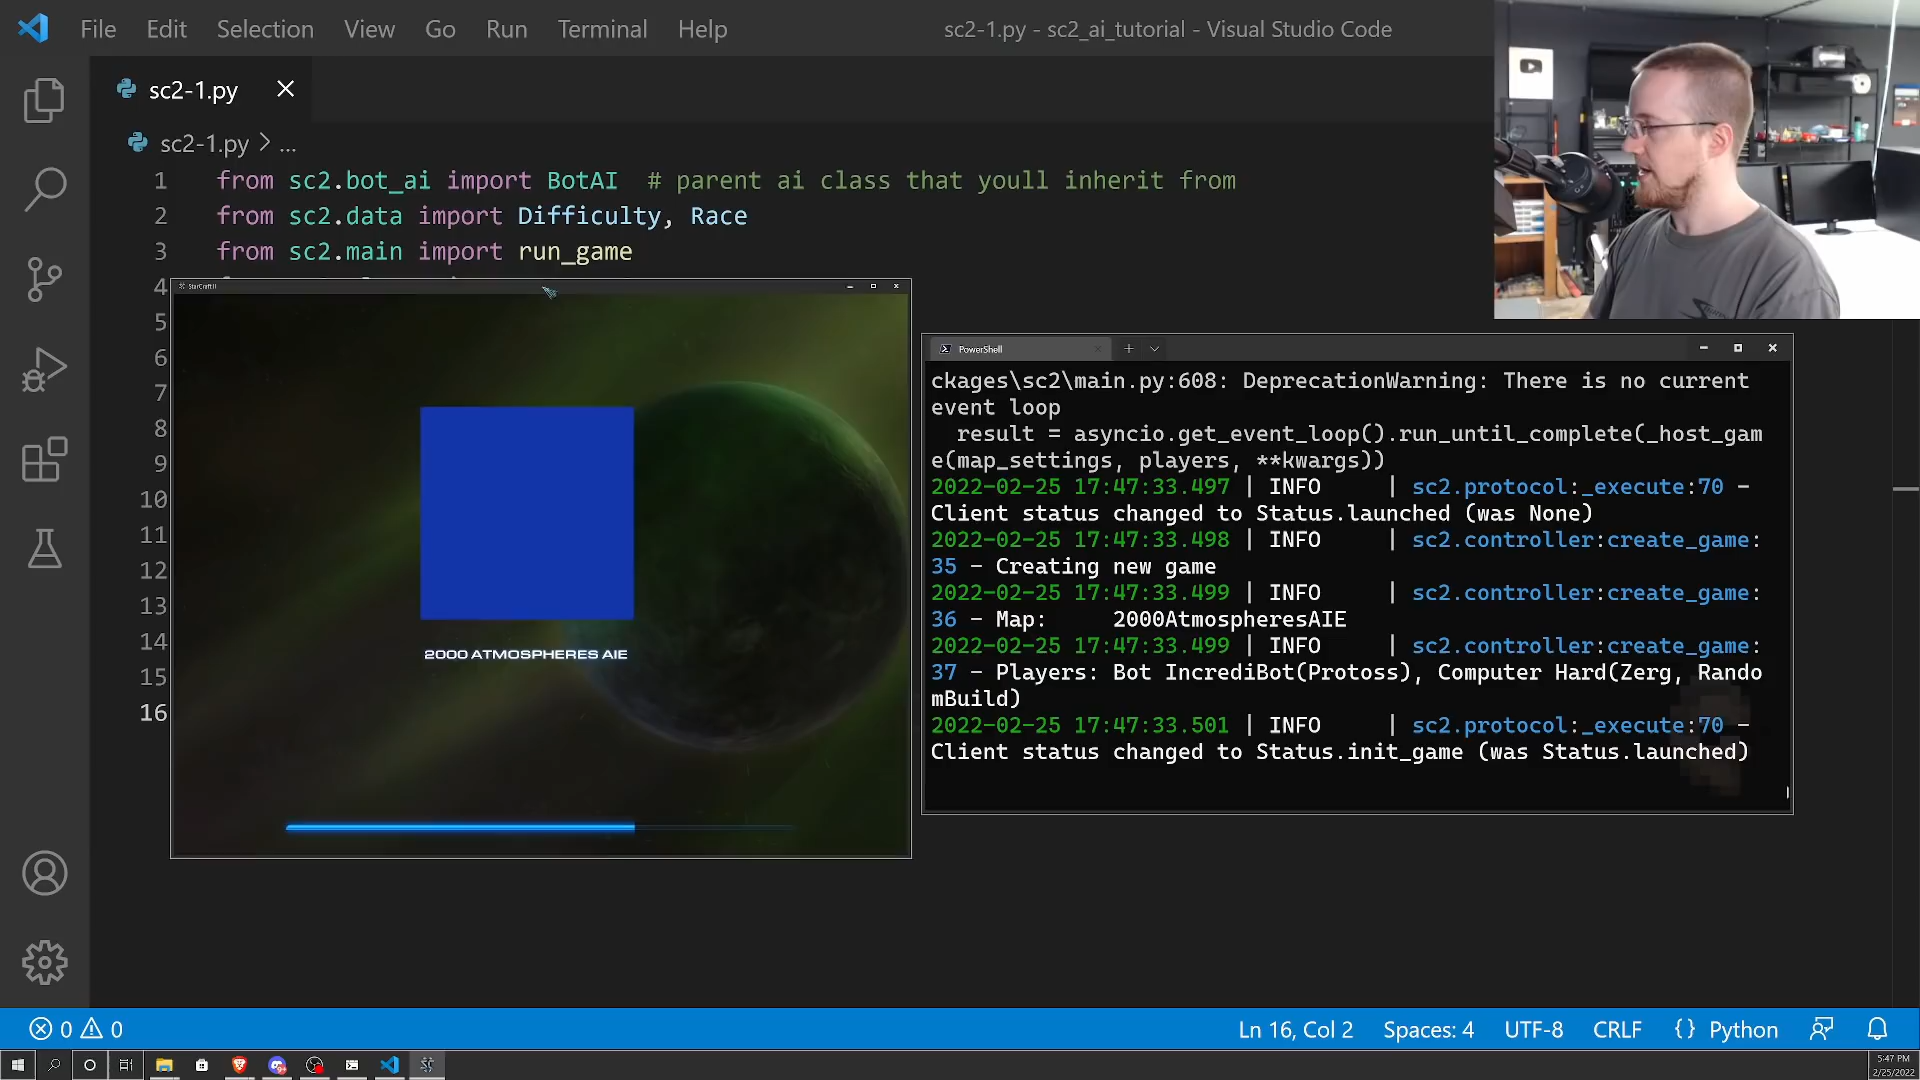 File Edit Selection View Go Run Terminal Help
sc2-1.py - sc2_ai_tutorial - Visual Studio Code
sc2-1.py
sc2-1.py > ...
1 from sc2.bot_ai import BotAI # parent ai class that youll inherit from
2 from sc2.data import Difficulty, Race
3 from sc2.main import run_game
4
5
6
7
8
9
10
11
12
13
14
15
16
StarCraft II
2000 ATMOSPHERES AIE
PowerShell
ckages\sc2\main.py:608: DeprecationWarning: There is no current
event loop
result = asyncio.get_event_loop().run_until_complete(_host_gam
e(map_settings, players, **kwargs))
2022-02-25 17:47:33.497 | INFO | sc2.protocol:_execute:70 -
Client status changed to Status.launched (was None)
2022-02-25 17:47:33.498 | INFO | sc2.controller:create_game:
35 - Creating new game
2022-02-25 17:47:33.499 | INFO | sc2.controller:create_game:
36 - Map: 2000AtmospheresAIE
2022-02-25 17:47:33.499 | INFO | sc2.controller:create_game:
37 - Players: Bot IncrediBot(Protoss), Computer Hard(Zerg, Rando
mBuild)
2022-02-25 17:47:33.501 | INFO | sc2.protocol:_execute:70 -
Client status changed to Status.init_game (was Status.launched)
0 0
Ln 16, Col 2 Spaces: 4 UTF-8 CRLF {} Python
5:47 PM
2/25/2022